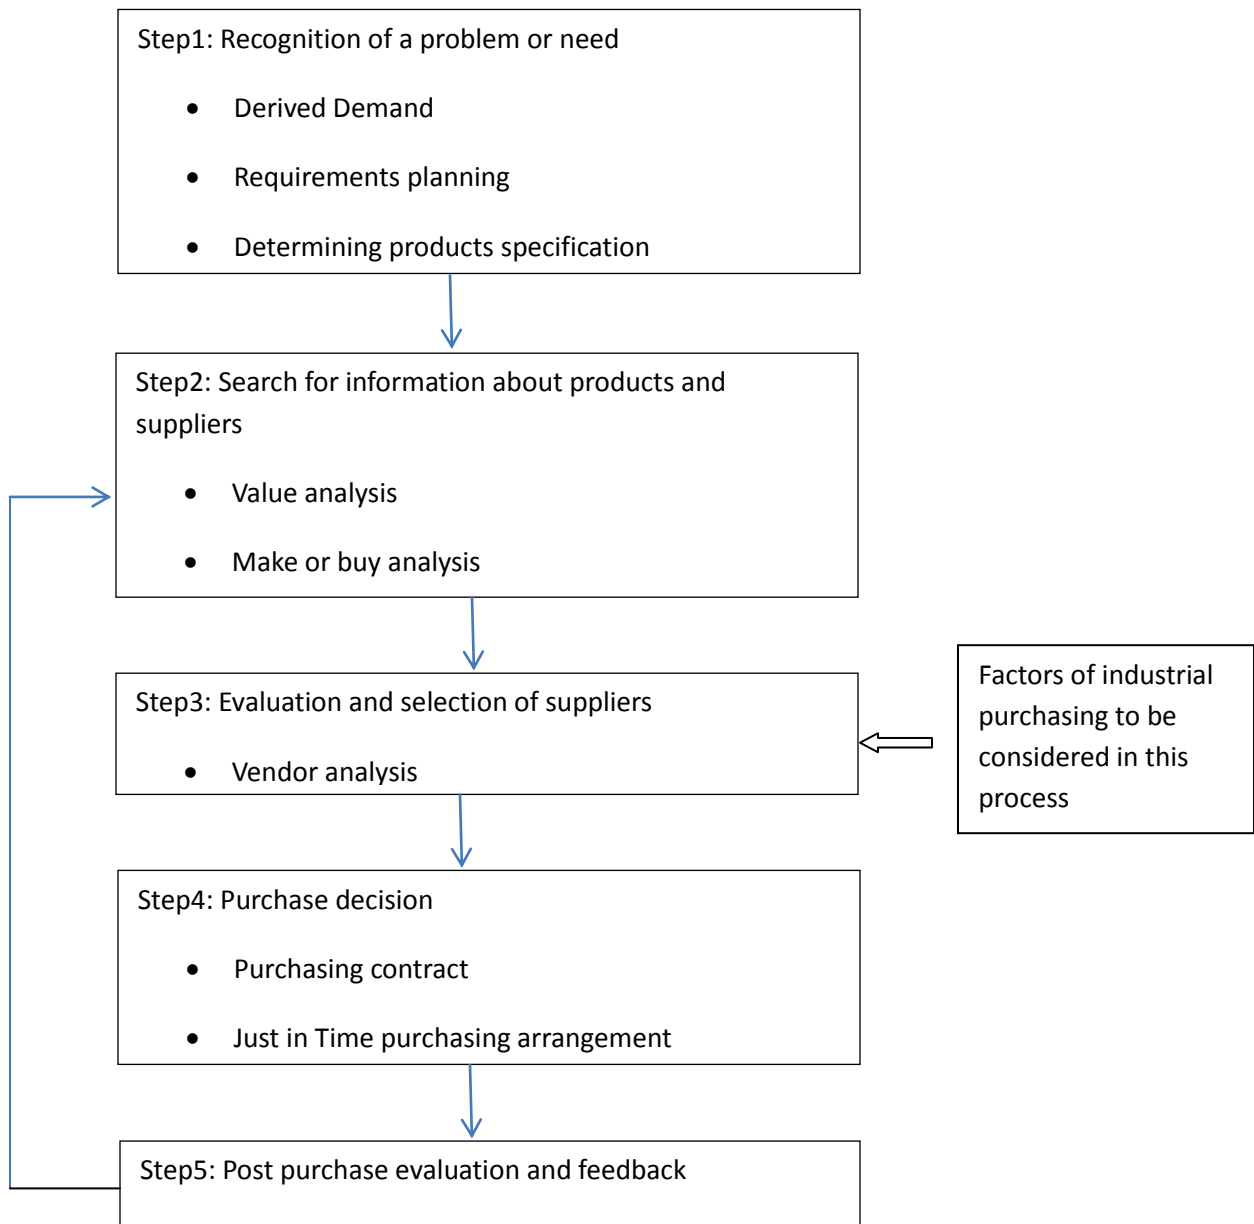 Step1: Recognition of a problem or need
• Derived Demand
• Requirements planning
• Determining products specification
Step2: Search for information about products and
suppliers
• Value analysis
• Make or buy analysis
Step3: Evaluation and selection of suppliers
• Vendor analysis
Factors of industrial
purchasing to be
considered in this
process
Step4: Purchase decision
• Purchasing contract
• Just in Time purchasing arrangement
Step5: Post purchase evaluation and feedback